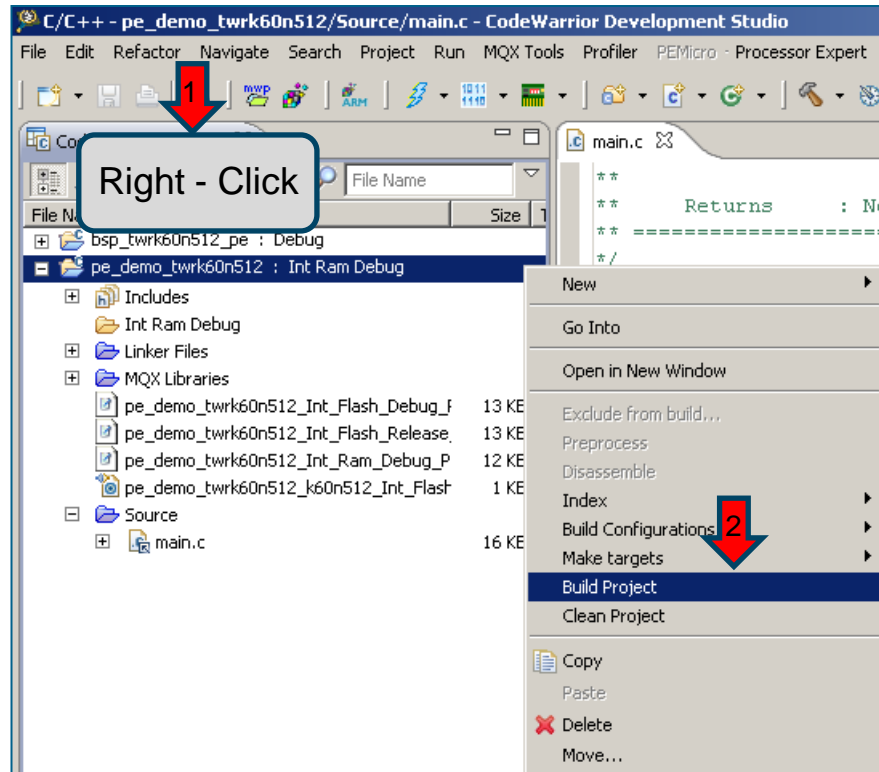 C/C++ - pe_demo_twrk60n512/Source/main.c - CodeWarrior Development Studio
File Edit Refactor Navigate Search Project Run MQX Tools Profiler PEMicro - Processor Expert
1
Right - Click
File Name
main.c
**
** Returns : N
** ====================
*/
Size
bsp_twrk60n512_pe : Debug
pe_demo_twrk60n512 : Int Ram Debug
Includes
Int Ram Debug
Linker Files
MQX Libraries
pe_demo_twrk60n512_Int_Flash_Debug_ 13 KE
pe_demo_twrk60n512_Int_Flash_Release_ 13 KE
pe_demo_twrk60n512_Int_Ram_Debug_P 12 KE
pe_demo_twrk60n512_k60n512_Int_Flash 1 KE
Source
main.c 16 KE
New
Go Into
Open in New Window
Exclude from build...
Preprocess
Disassemble
Index
Build Configurations
2
Make targets
Build Project
Clean Project
Copy
Paste
Delete
Move...